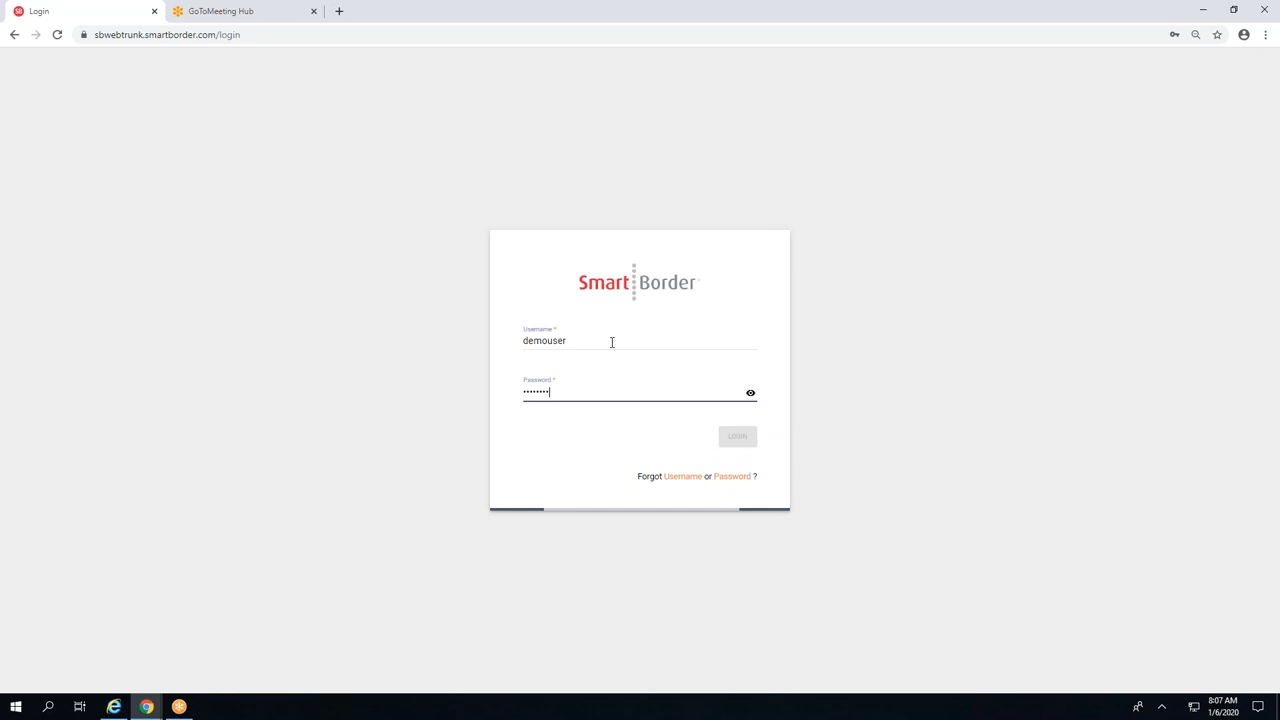 Login
GoToMeeting Hub
sbwebtrunk.smartborder.com/login
Smart Border
Username *
demouser
Password *
••••••••
LOGIN
Forgot Username or Password ?
8:07 AM
1/6/2020